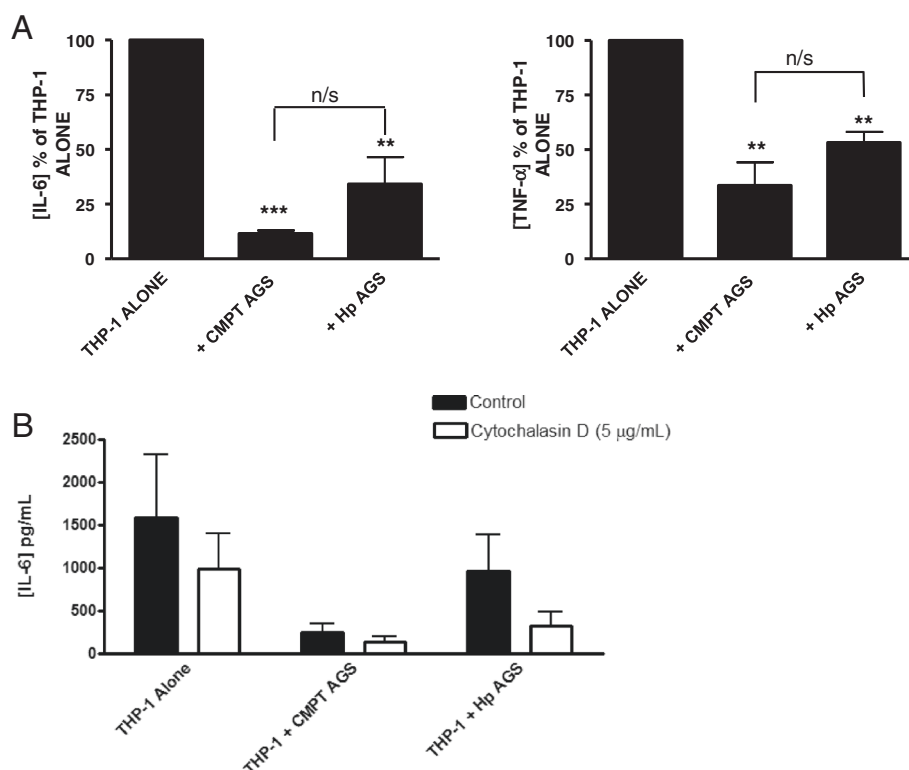 A
[IL-6] % of THP-1
ALONE
100
75
50
25
0
n/s
***
**
THP-1 ALONE
+ CMPT AGS
+ Hp AGS
[TNF-α] % of THP-1
ALONE
100
75
50
25
0
n/s
**
**
THP-1 ALONE
+ CMPT AGS
+ Hp AGS
B
Control
Cytochalasin D (5 μg/mL)
[IL-6] pg/mL
2500
2000
1500
1000
500
0
THP-1 Alone
THP-1 + CMPT AGS
THP-1 + Hp AGS